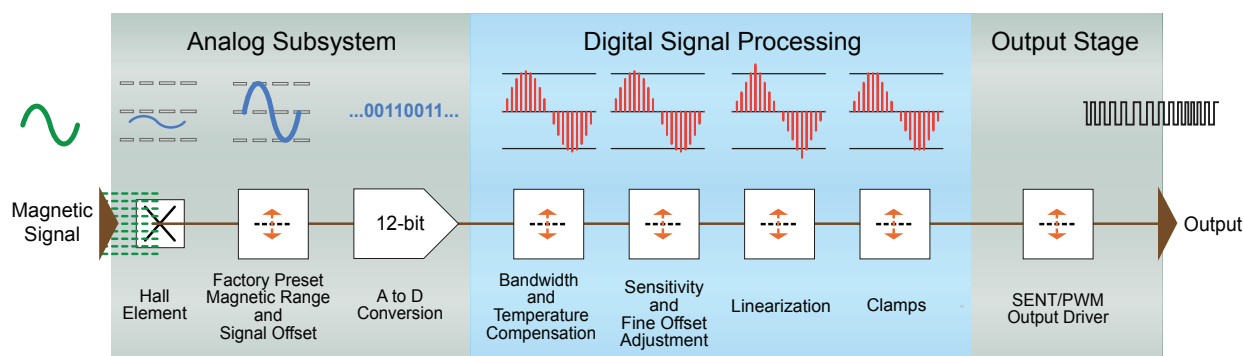 Analog Subsystem
Digital Signal Processing
Output Stage
...00110011...
Magnetic
Signal
12-bit
Output
Hall
Element
Factory Preset
Magnetic Range
and
Signal Offset
A to D
Conversion
Bandwidth
and
Temperature
Compensation
Sensitivity
and
Fine Offset
Adjustment
Linearization
Clamps
SENT/PWM
Output Driver